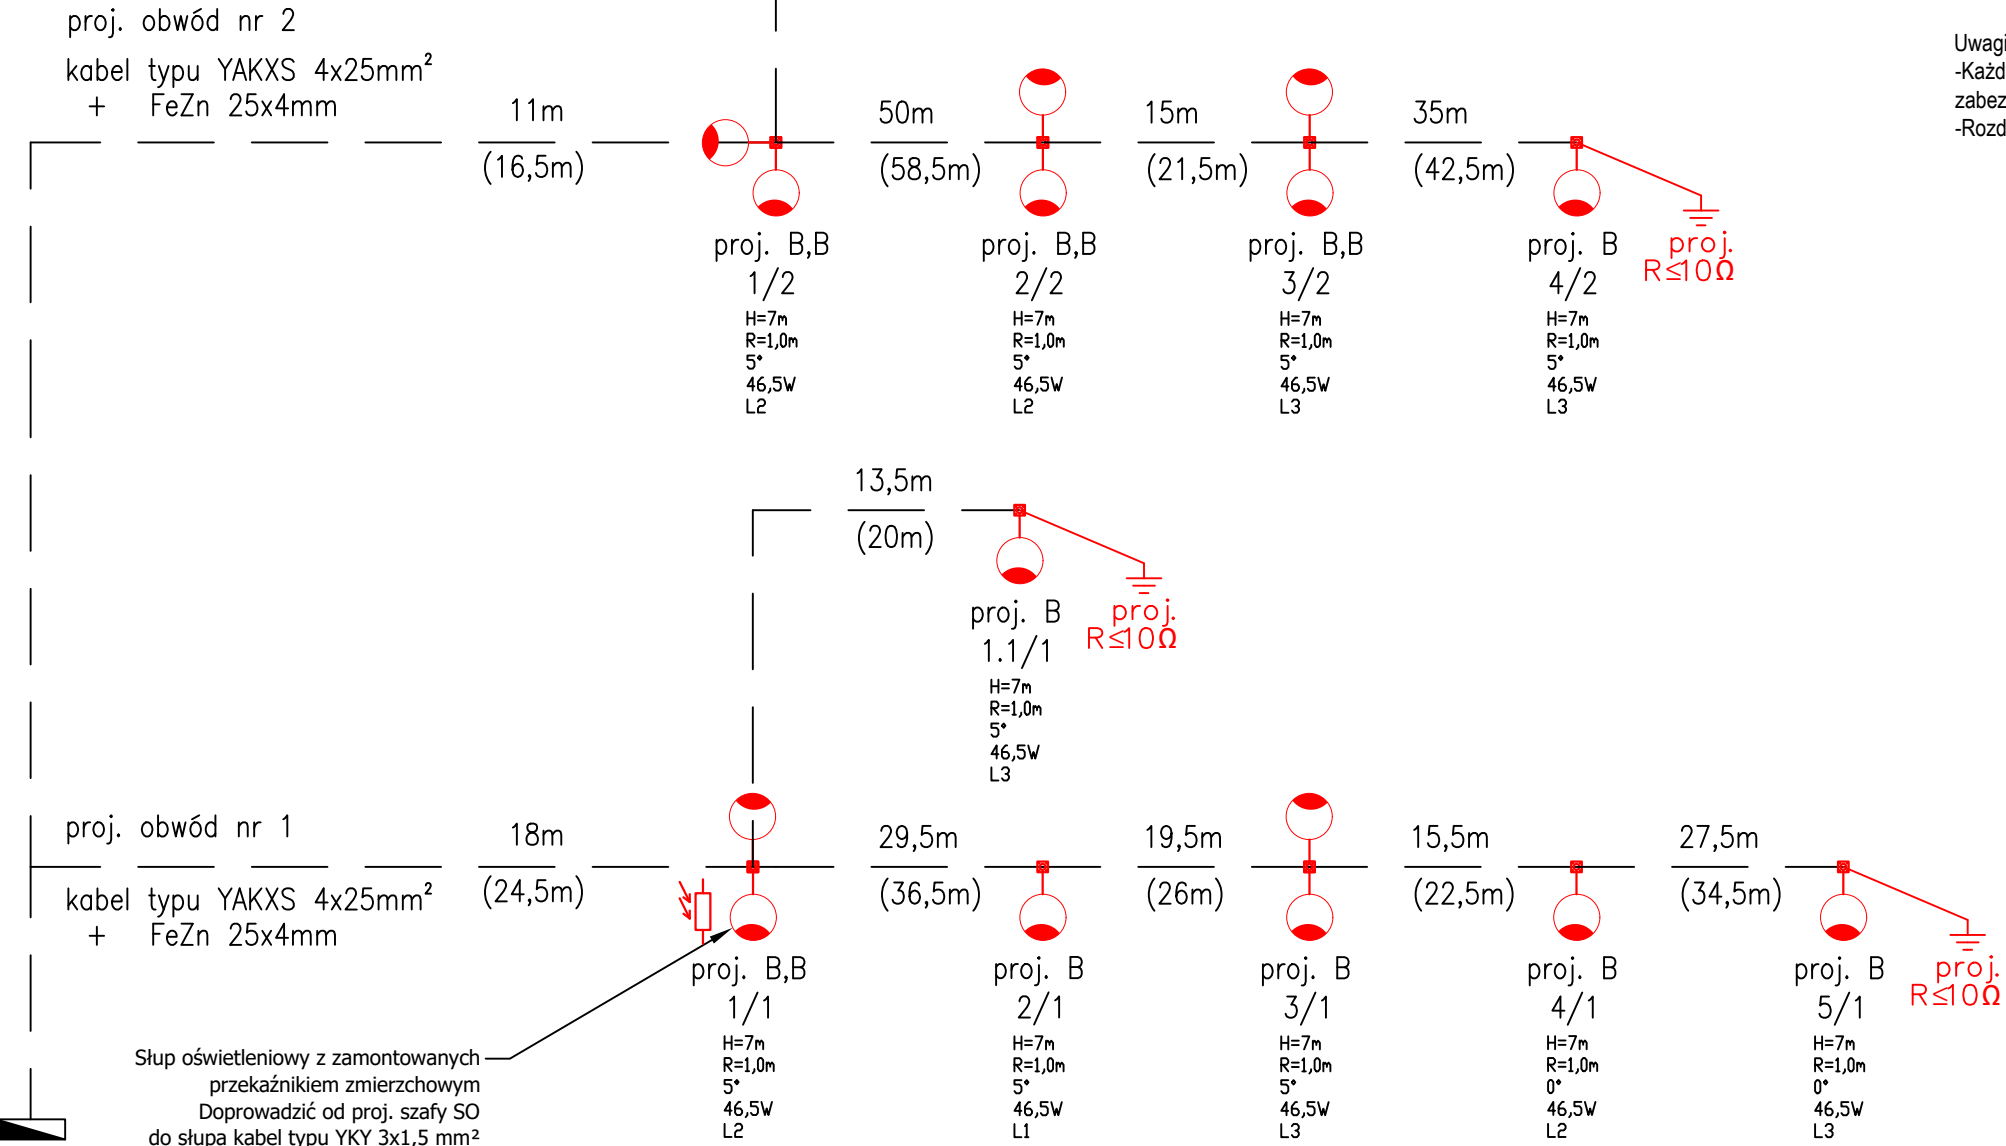 proj. obwód nr 2
kabel typu YAKXS 4x25mm²
+ FeZn 25x4mm
11m
(16,5m)
50m
(58,5m)
15m
(21,5m)
35m
(42,5m)
Uwagi
-Każd
zabez
-Rozd
proj. B,B
1/2
H=7m
R=1,0m
5°
46,5W
L2
proj. B,B
2/2
H=7m
R=1,0m
5°
46,5W
L2
proj. B,B
3/2
H=7m
R=1,0m
5°
46,5W
L3
proj. B
4/2
H=7m
R=1,0m
5°
46,5W
L3
proj.
R≤10Ω
13,5m
(20m)
proj. B
1.1/1
H=7m
R=1,0m
5°
46,5W
L3
proj.
R≤10Ω
proj. obwód nr 1
kabel typu YAKXS 4x25mm²
+ FeZn 25x4mm
18m
(24,5m)
29,5m
(36,5m)
19,5m
(26m)
15,5m
(22,5m)
27,5m
(34,5m)
proj. B,B
1/1
H=7m
R=1,0m
5°
46,5W
L2
proj. B
2/1
H=7m
R=1,0m
5°
46,5W
L1
proj. B
3/1
H=7m
R=1,0m
5°
46,5W
L3
proj. B
4/1
H=7m
R=1,0m
0°
46,5W
L2
proj. B
5/1
H=7m
R=1,0m
0°
46,5W
L3
proj.
R≤10Ω
Słup oświetleniowy z zamontowanych
przekaźnikiem zmierzchowym
Doprowadzić od proj. szafy SO
do słupa kabel typu YKY 3x1,5 mm²